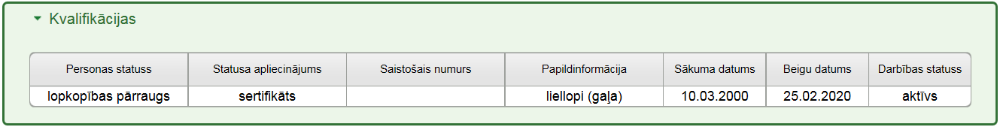 Kvalifikācijas
Personas statuss Statusa apliecinājums Saistošais numurs Papildinformācija Sākuma datums Beigu datums Darbības statuss
lopkopības pārraugs sertifikāts liellopi (gaļa) 10.03.2000 25.02.2020 aktīvs